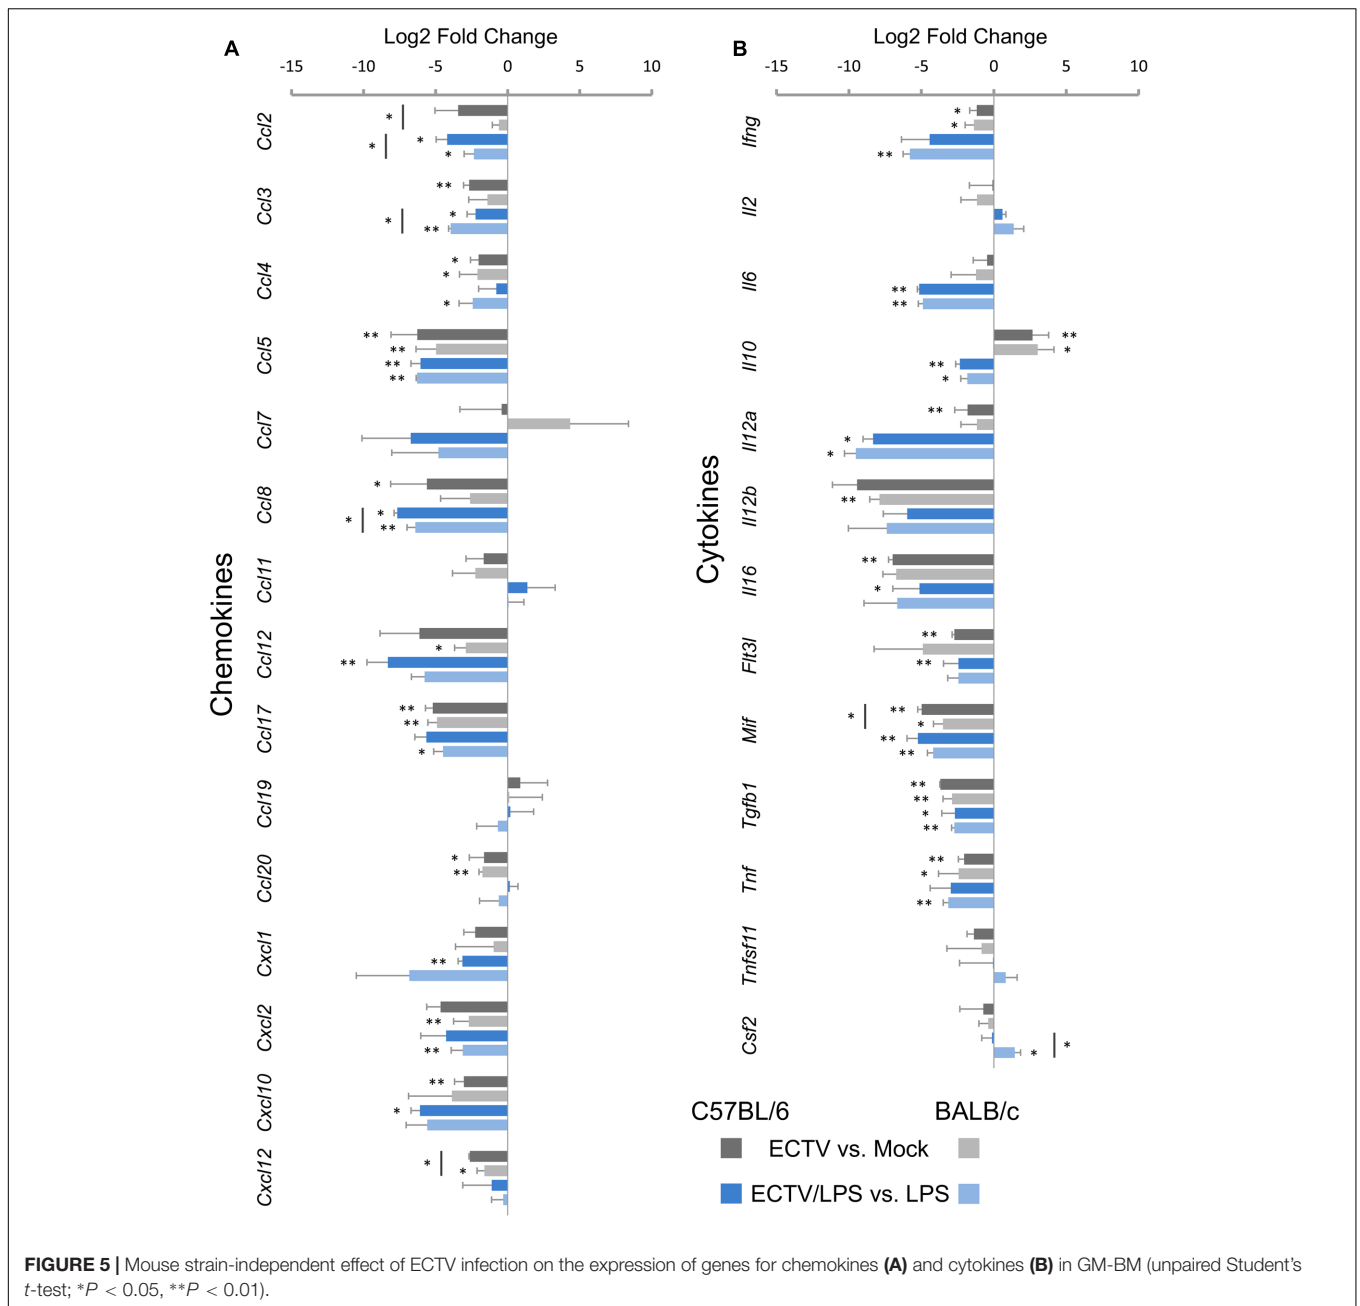 A
Log2 Fold Change
-15 -10 -5 0 5 10
Chemokines
Ccl2
*
*
*
*
Ccl3
**
*
*
**
Ccl4
*
*
*
Ccl5
**
**
**
**
Ccl7
Ccl8
*
*
*
**
Ccl11
Ccl12
*
**
Ccl17
**
**
*
Ccl19
Ccl20
*
**
Cxcl1
**
Cxcl2
**
**
Cxcl10
**
*
Cxcl12
*
*
B
Log2 Fold Change
-15 -10 -5 0 5 10
Cytokines
Ifng
*
*
**
Il2
Il6
**
**
Il10
**
*
**
*
Il12a
**
*
*
Il12b
**
Il16
**
*
Flt3l
**
**
Mif
*
**
*
**
**
Tgfb1
**
**
*
**
Tnf
**
*
**
Tnfsf11
Csf2
*
*
C57BL/6 BALB/c
ECTV vs. Mock
ECTV/LPS vs. LPS
FIGURE 5 | Mouse strain-independent effect of ECTV infection on the expression of genes for chemokines (A) and cytokines (B) in GM-BM (unpaired Student's
t-test; *P < 0.05, **P < 0.01).